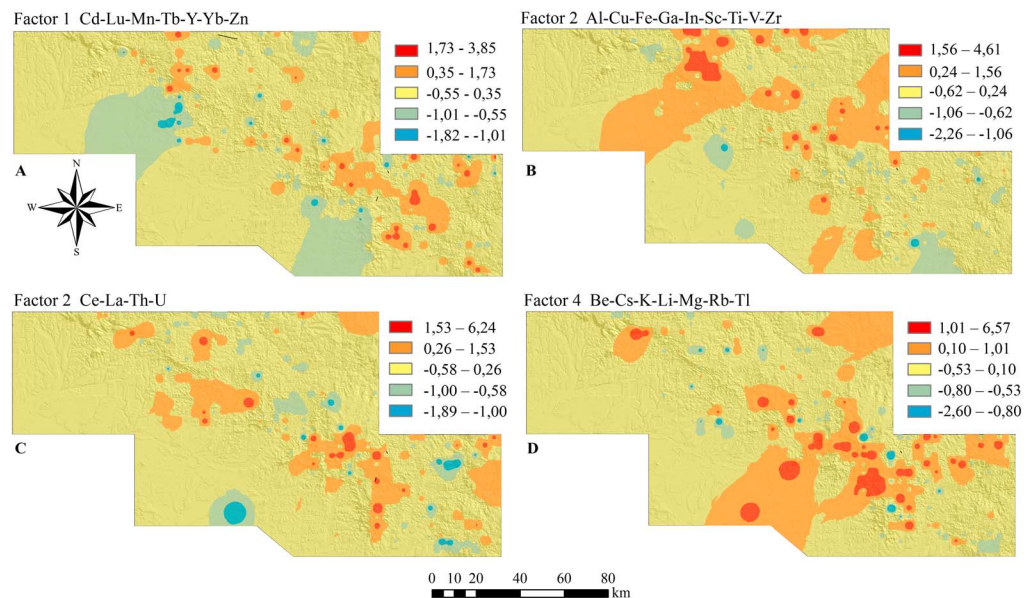 Factor 1 Cd-Lu-Mn-Tb-Y-Yb-Zn
1,73 - 3,85
0,35 - 1,73
-0,55 - 0,35
-1,01 - -0,55
-1,82 - -1,01
A
N
W
E
S
Factor 2 Al-Cu-Fe-Ga-In-Sc-Ti-V-Zr
1,56 – 4,61
0,24 – 1,56
-0,62 – 0,24
-1,06 – -0,62
-2,26 – -1,06
B
Factor 2 Ce-La-Th-U
1,53 – 6,24
0,26 – 1,53
-0,58 – 0,26
-1,00 – -0,58
-1,89 – -1,00
C
Factor 4 Be-Cs-K-Li-Mg-Rb-Tl
1,01 – 6,57
0,10 – 1,01
-0,53 – 0,10
-0,80 – -0,53
-2,60 – -0,80
D
0 10 20 40 60 80
km